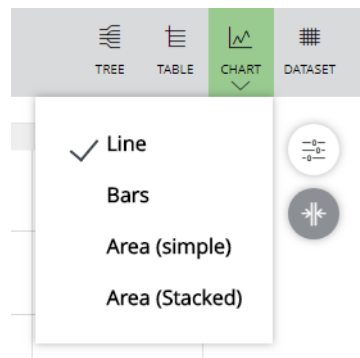 TREE TABLE CHART DATASET
Line
Bars
Area (simple)
Area (Stacked)